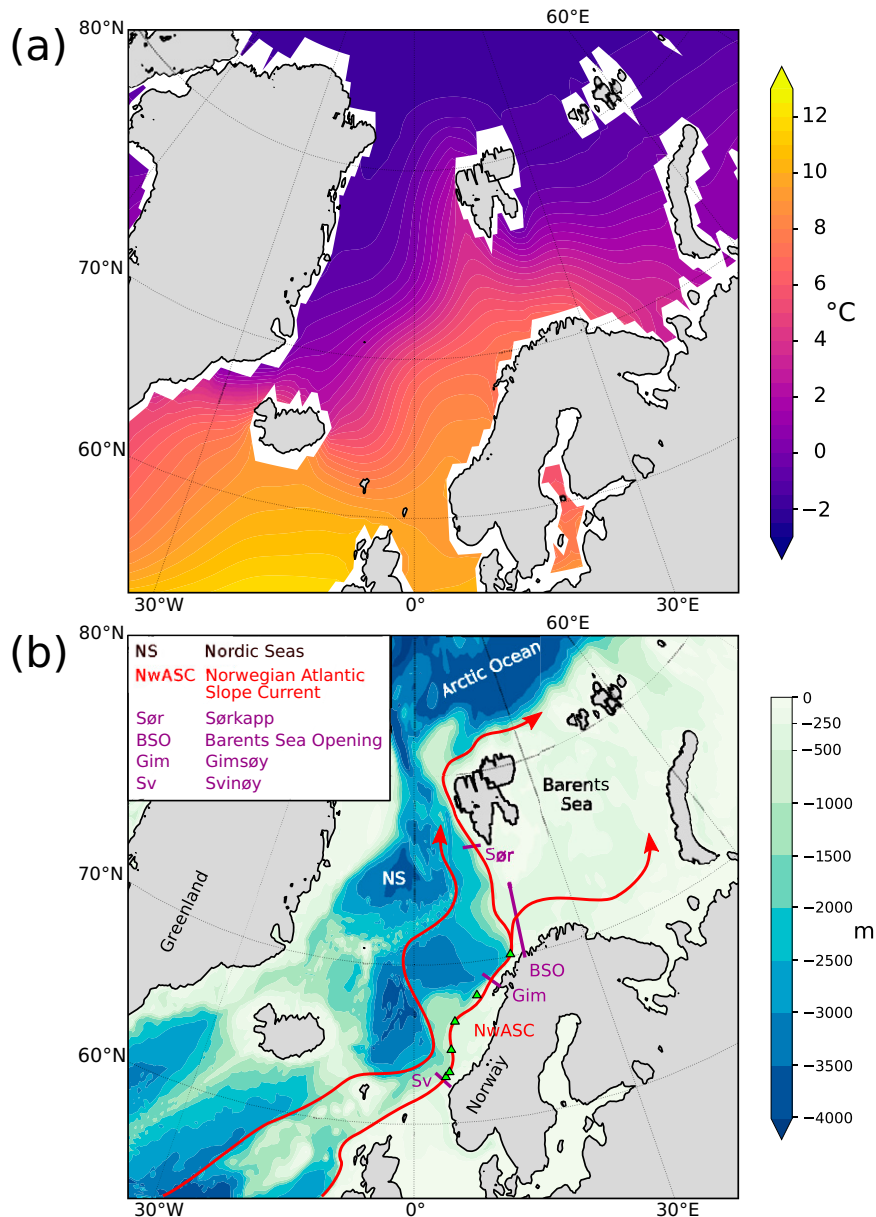 (a)
60°E
80°N
70°N
60°N
30°W
0°
30°E
12
10
8
6
4
2
0
−2
°C
(b)
60°E
80°N
70°N
60°N
NS Nordic Seas
NwASC Norwegian Atlantic
Slope Current
Sør Sørkapp
BSO Barents Sea Opening
Gim Gimsøy
Sv Svinøy
Arctic Ocean
Barents
Sea
Sør
NS
Greenland
BSO
Gim
NwASC
Sv
Norway
30°W
0°
30°E
0
−250
−500
−1000
−1500
−2000
−2500
−3000
−3500
−4000
m